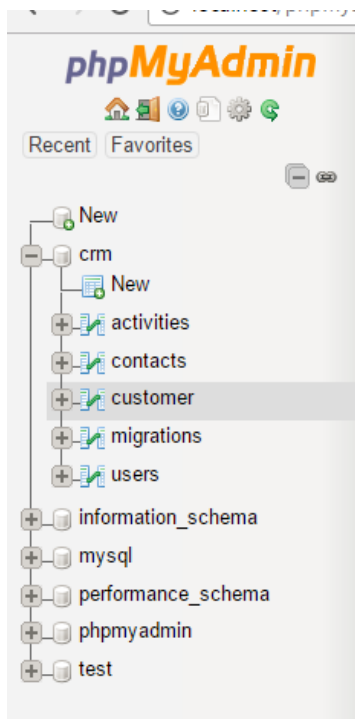 phpMyAdmin
Recent Favorites
New
crm
New
activities
contacts
customer
migrations
users
information_schema
mysql
performance_schema
phpmyadmin
test